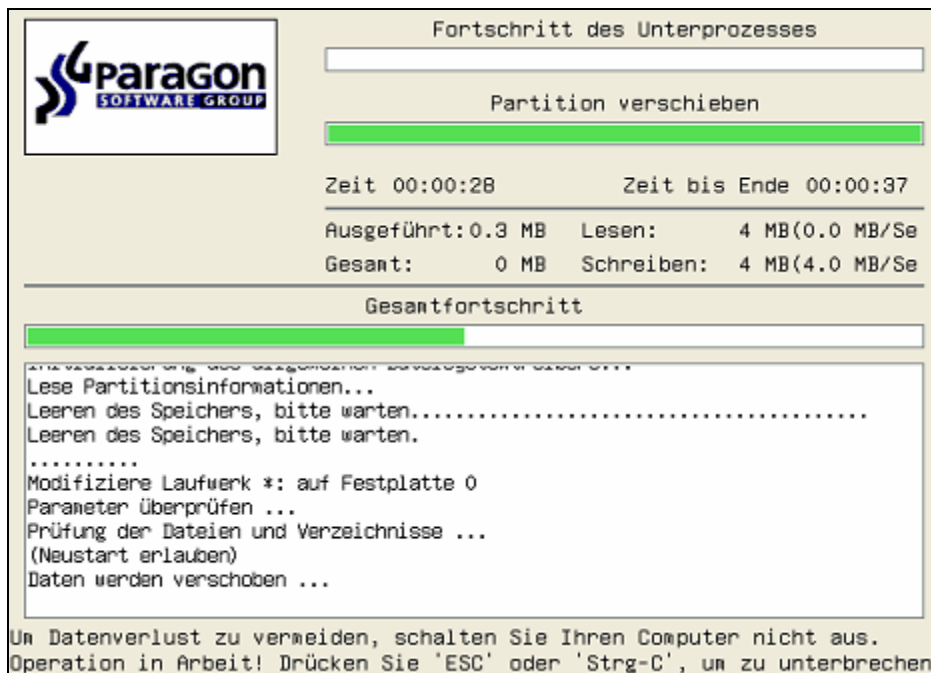 Fortschritt des Unterprozesses
Paragon
SOFTWARE GROUP
Partition verschieben
Zeit 00:00:28 Zeit bis Ende 00:00:37
Ausgeführt:0.3 MB Lesen: 4 MB(0.0 MB/Se
Gesamt: 0 MB Schreiben: 4 MB(4.0 MB/Se
Gesamtfortschritt
Initialisierung des allgemeinen Dateisystemtreibers...
Lese Partitionsinformationen...
Leeren des Speichers, bitte warten.........................................
Leeren des Speichers, bitte warten.
..........
Modifiziere Laufwerk *: auf Festplatte 0
Parameter überprüfen ...
Prüfung der Dateien und Verzeichnisse ...
(Neustart erlauben)
Daten werden verschoben ...
Um Datenverlust zu vermeiden, schalten Sie Ihren Computer nicht aus.
Operation in Arbeit! Drücken Sie 'ESC' oder 'Strg-C', um zu unterbrechen